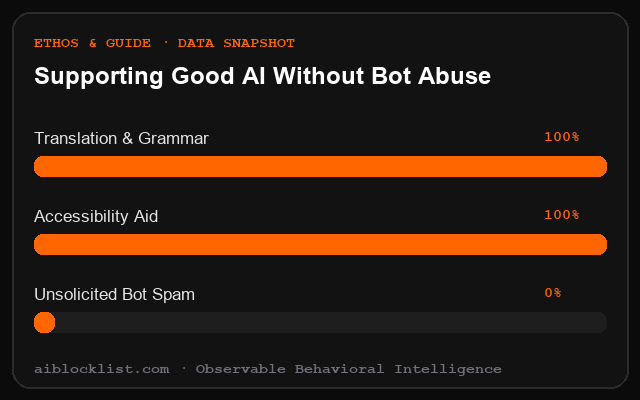 ETHOS & GUIDE · DATA SNAPSHOT
Supporting Good AI Without Bot Abuse
Translation & Grammar 100%
Accessibility Aid 100%
Unsolicited Bot Spam 0%
aiblocklist.com · Observable Behavioral Intelligence